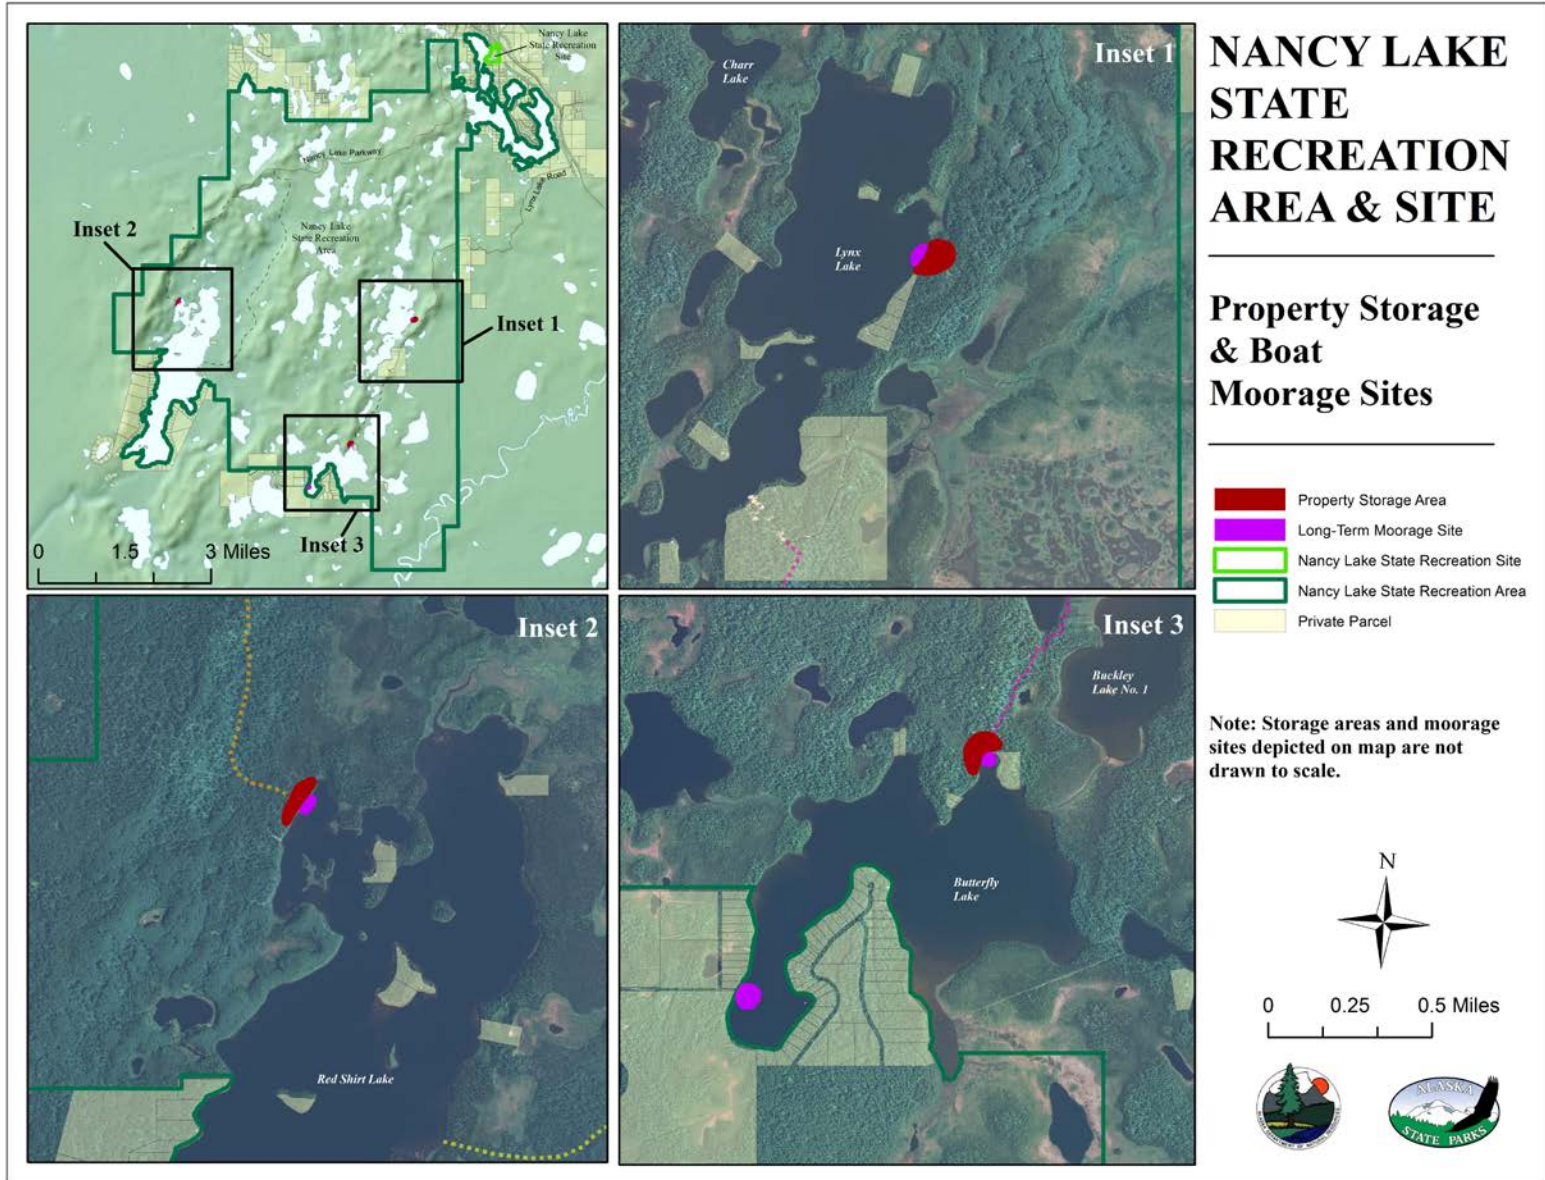 NANCY LAKE
STATE
RECREATION
AREA & SITE
Property Storage
& Boat
Moorage Sites
Property Storage Area
Long-Term Moorage Site
Nancy Lake State Recreation Site
Nancy Lake State Recreation Area
Private Parcel
Note: Storage areas and moorage
sites depicted on map are not
drawn to scale.
N
0 0.25 0.5 Miles
ALASKA
STATE PARKS
Nancy Lake
State Recreation
Site
Nancy Lake Parkway
Lynx Lake Road
Nancy Lake
State Recreation
Area
Inset 2
Inset 1
Inset 3
0 1.5 3 Miles
Inset 1
Charr
Lake
Lynx
Lake
Inset 2
Red Shirt Lake
Inset 3
Buckley
Lake No. 1
Butterfly
Lake